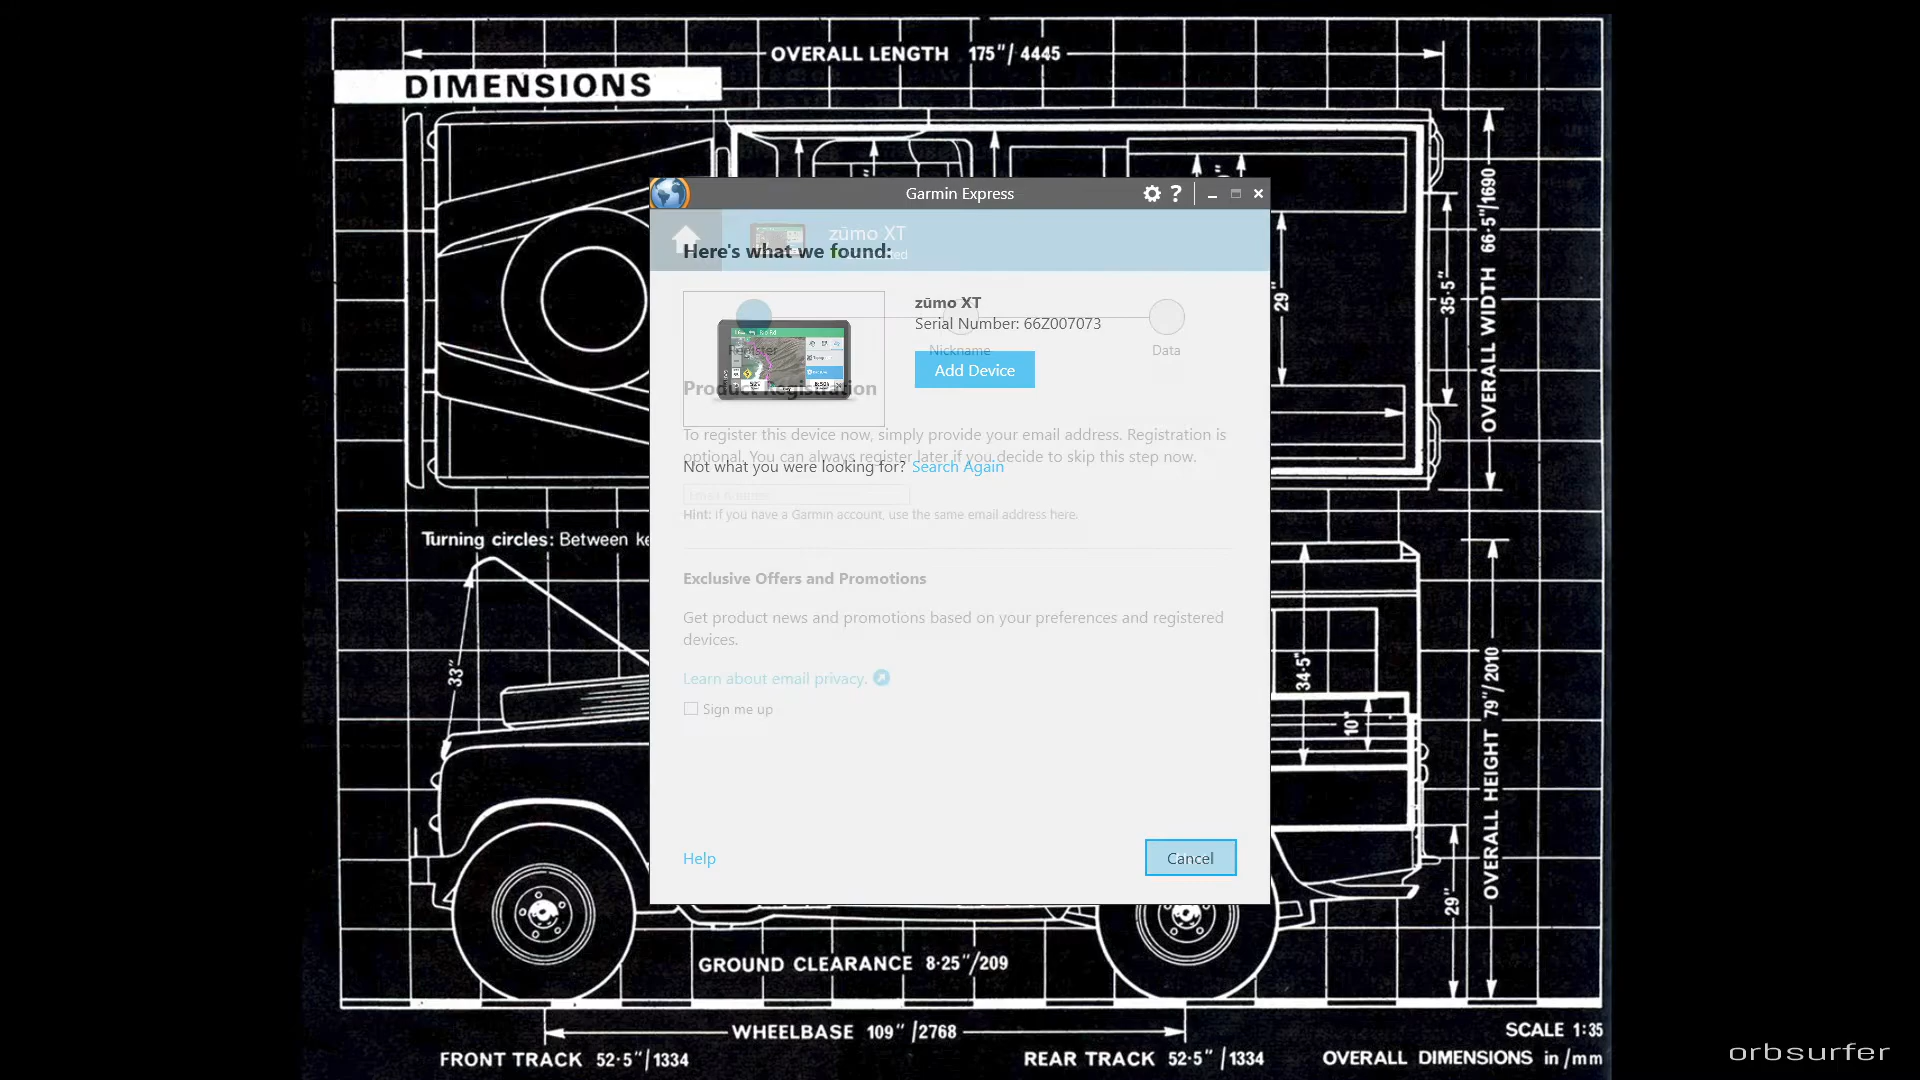 OVERALL LENGTH 175"/4445
DIMENSIONS
Garmin Express
?
zūmo XT
Here's what we found:
zūmo XT
Serial Number: 66Z007073
Register
Nickname
Data
Add Device
Product Registration
To register this device now, simply provide your email address. Registration is
optional. You can always register later if you decide to skip this step now.
Not what you were looking for? Search Again
Hint: if you have a Garmin account, use the same email address here.
Exclusive Offers and Promotions
Get product news and promotions based on your preferences and registered
devices.
Learn about email privacy.
Sign me up
Help
Cancel
29"
35·5"
OVERALL WIDTH 66·5"/1690
Turning circles: Between
33"
34·5"
10"
29"
OVERALL HEIGHT 79"/2010
GROUND CLEARANCE 8·25"/209
WHEELBASE 109"/2768
SCALE 1:35
FRONT TRACK 52·5"/1334
REAR TRACK 52·5"/1334
OVERALL DIMENSIONS in/mm
orbsurfer